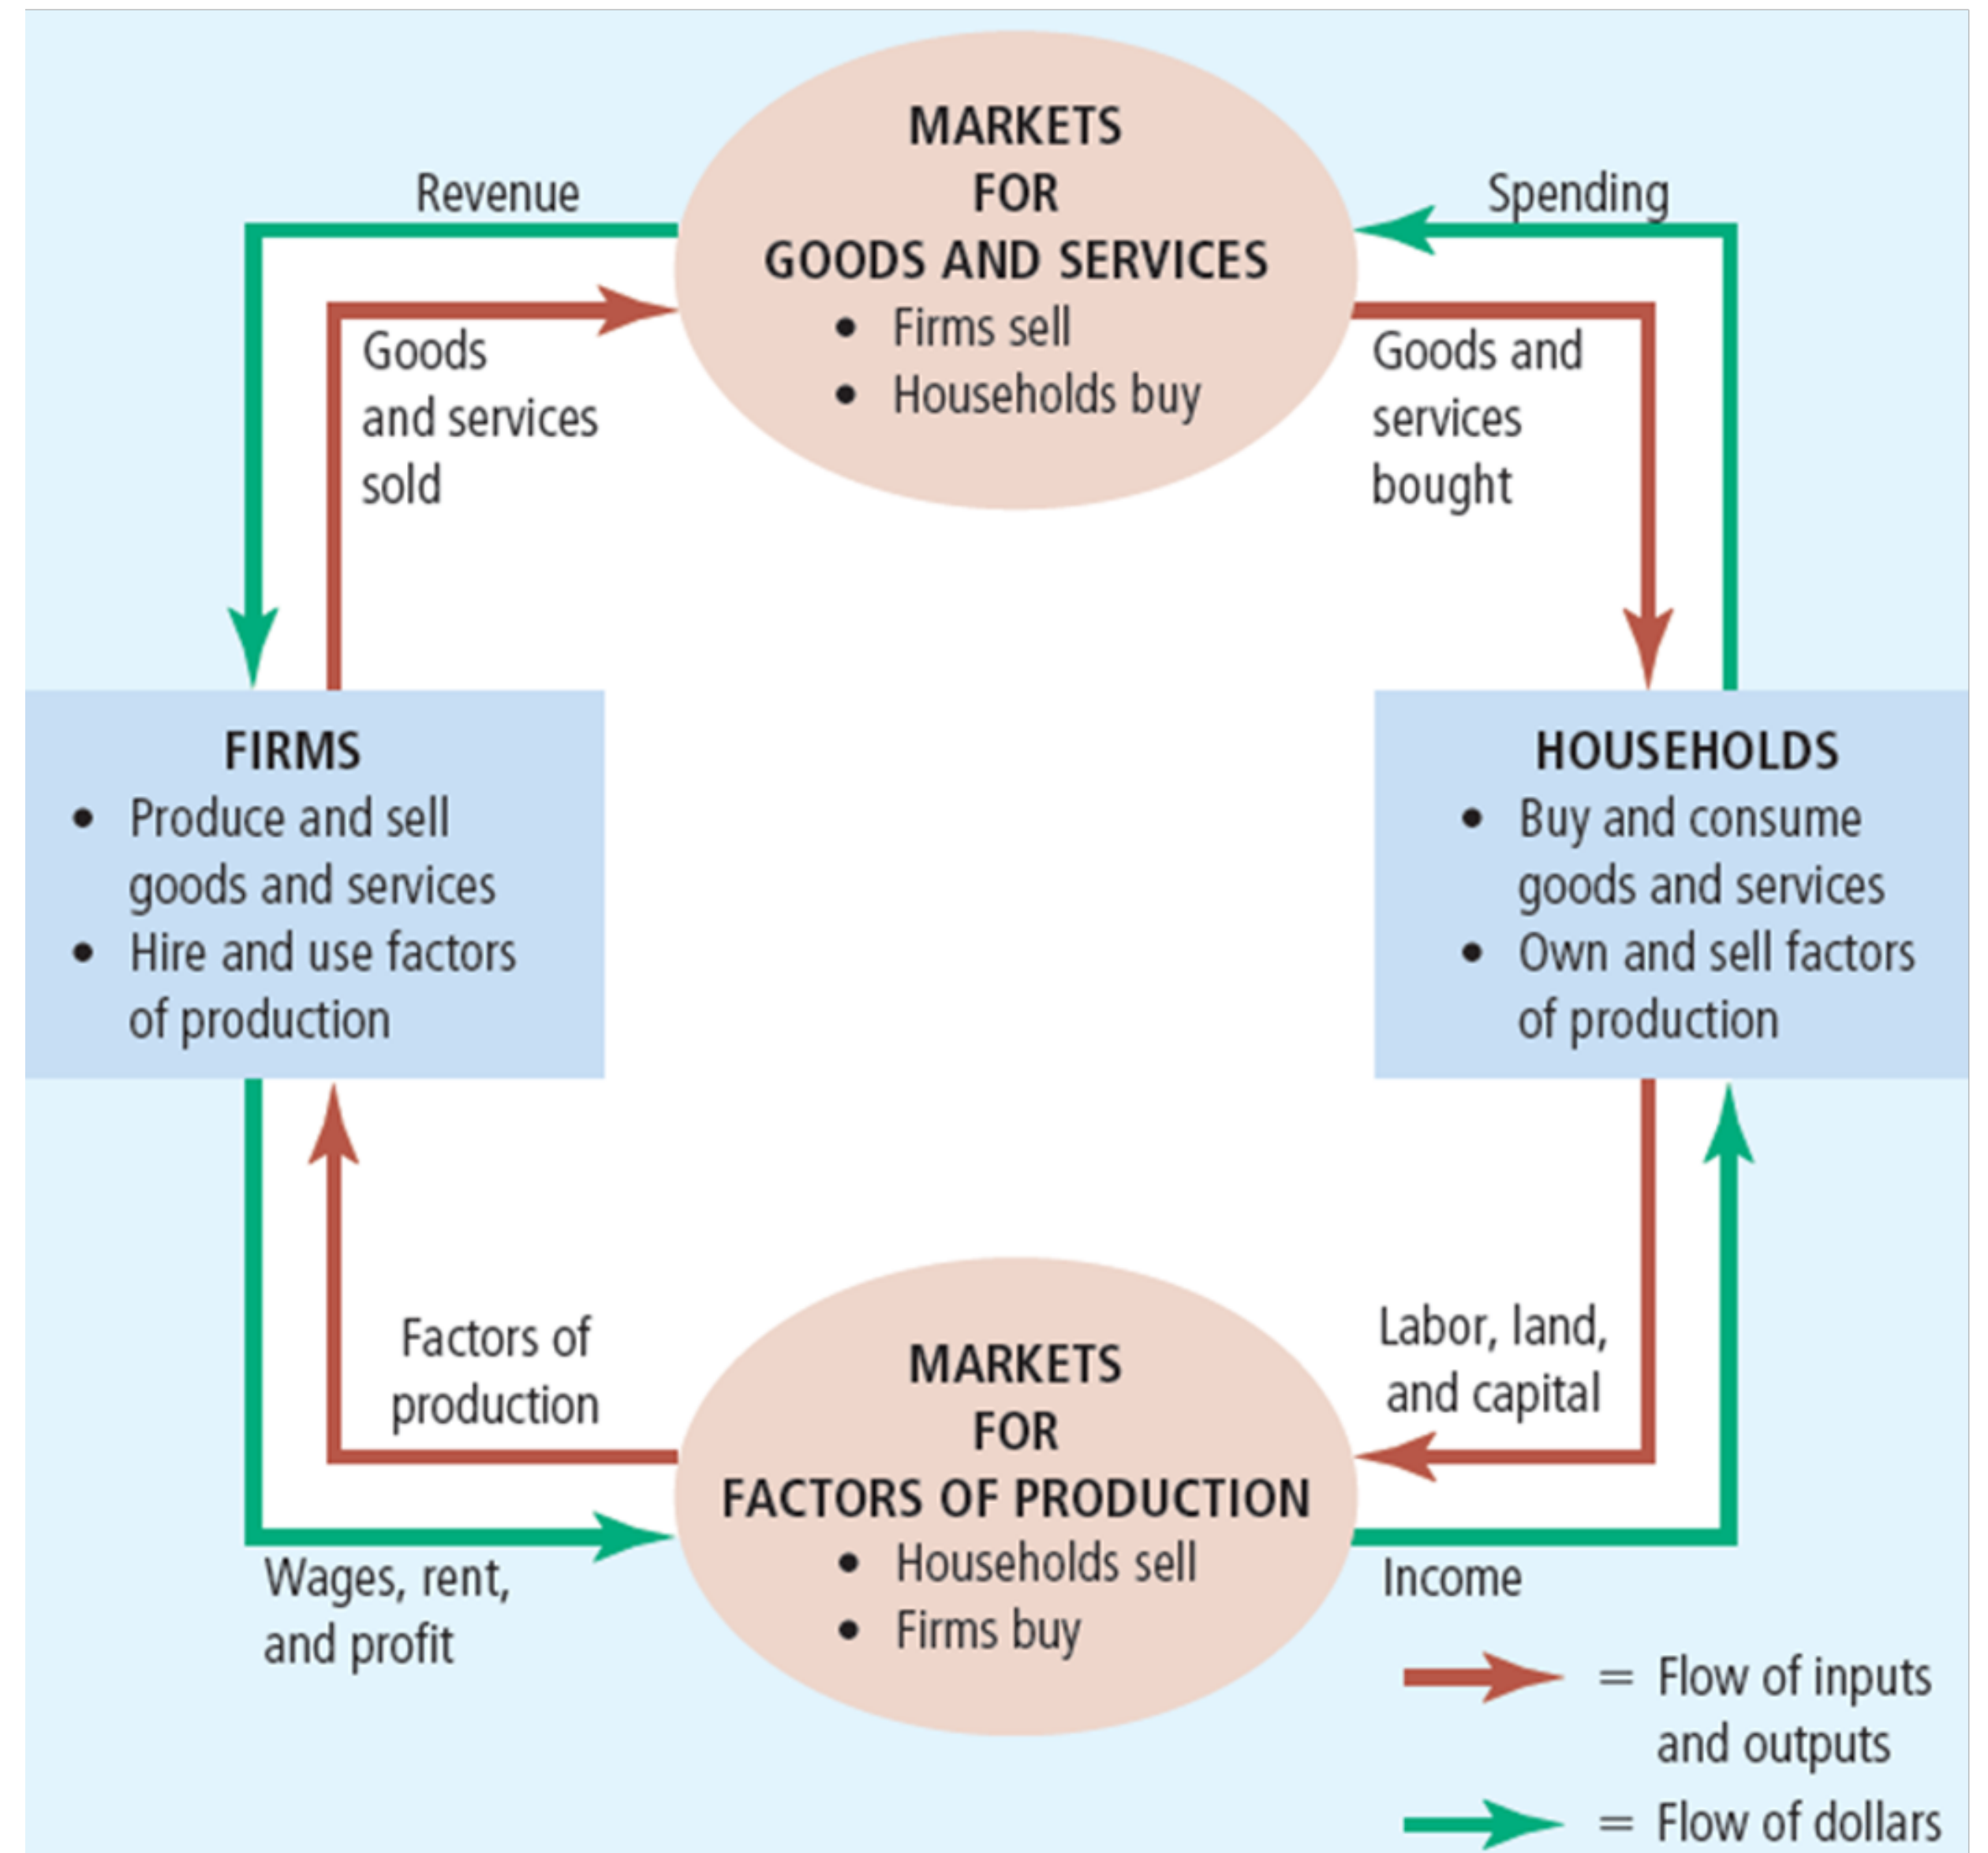 MARKETS
FOR
GOODS AND SERVICES
• Firms sell
• Households buy
Revenue
Spending
Goods
and services
sold
Goods and
services
bought
FIRMS
• Produce and sell
goods and services
• Hire and use factors
of production
HOUSEHOLDS
• Buy and consume
goods and services
• Own and sell factors
of production
Factors of
production
Labor, land,
and capital
MARKETS
FOR
FACTORS OF PRODUCTION
• Households sell
• Firms buy
Wages, rent,
and profit
Income
= Flow of inputs
and outputs
= Flow of dollars